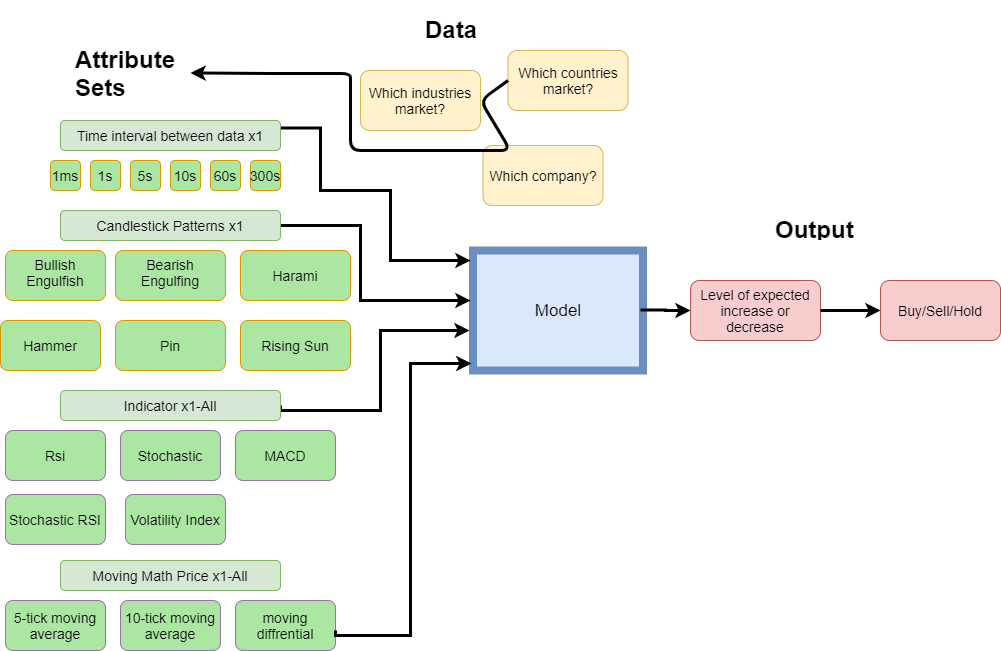 Data
Attribute
Sets
Which industries
market?
Which countries
market?
Which company?
Time interval between data x1
1ms
1s
5s
10s
60s
300s
Candlestick Patterns x1
Bullish
Engulfish
Bearish
Engulfing
Harami
Hammer
Pin
Rising Sun
Indicator x1-All
Rsi
Stochastic
MACD
Stochastic RSI
Volatility Index
Moving Math Price x1-All
5-tick moving
average
10-tick moving
average
moving
diffrential
Model
Output
Level of expected
increase or
decrease
Buy/Sell/Hold